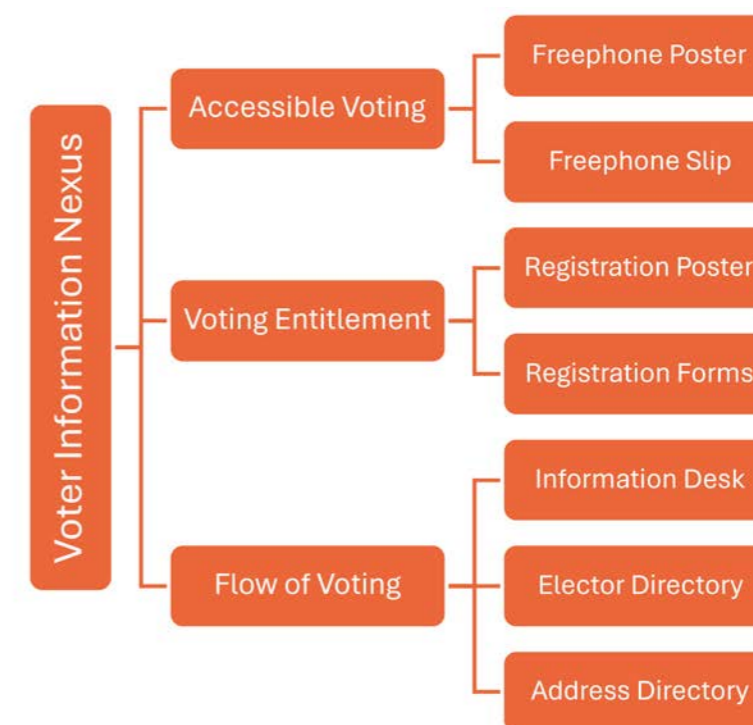 Voter Information Nexus
Accessible Voting
Freephone Poster
Freephone Slip
Voting Entitlement
Registration Poster
Registration Forms
Flow of Voting
Information Desk
Elector Directory
Address Directory